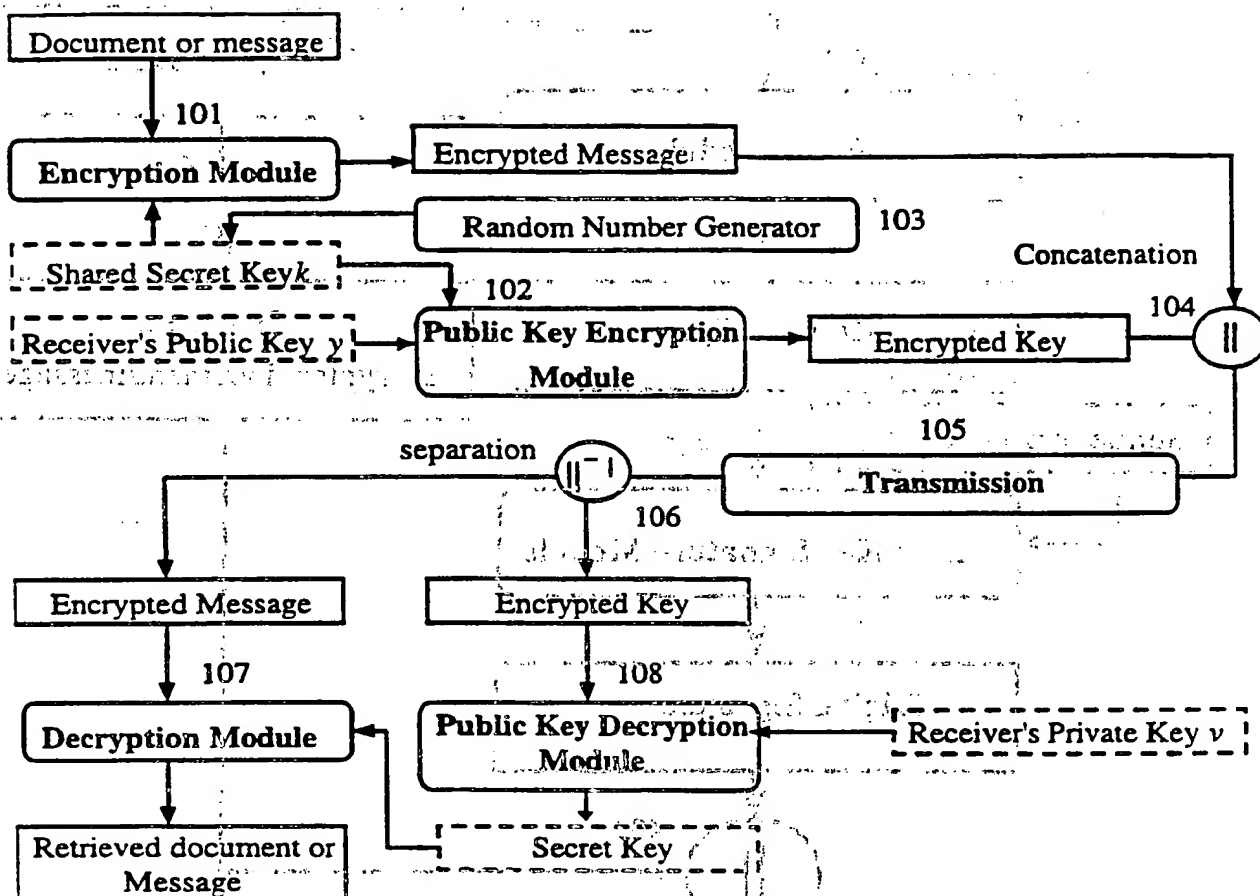 Document or message
101
Encryption Module
Encrypted Message
Random Number Generator
103
Shared Secret Key k
Concatenation
102
104
Receiver's Public Key y
Public Key Encryption
Module
Encrypted Key
||
105
separation
||⁻¹
Transmission
106
Encrypted Message
Encrypted Key
107
108
Decryption Module
Public Key Decryption
Module
Receiver's Private Key v
Retrieved document or
Message
Secret Key